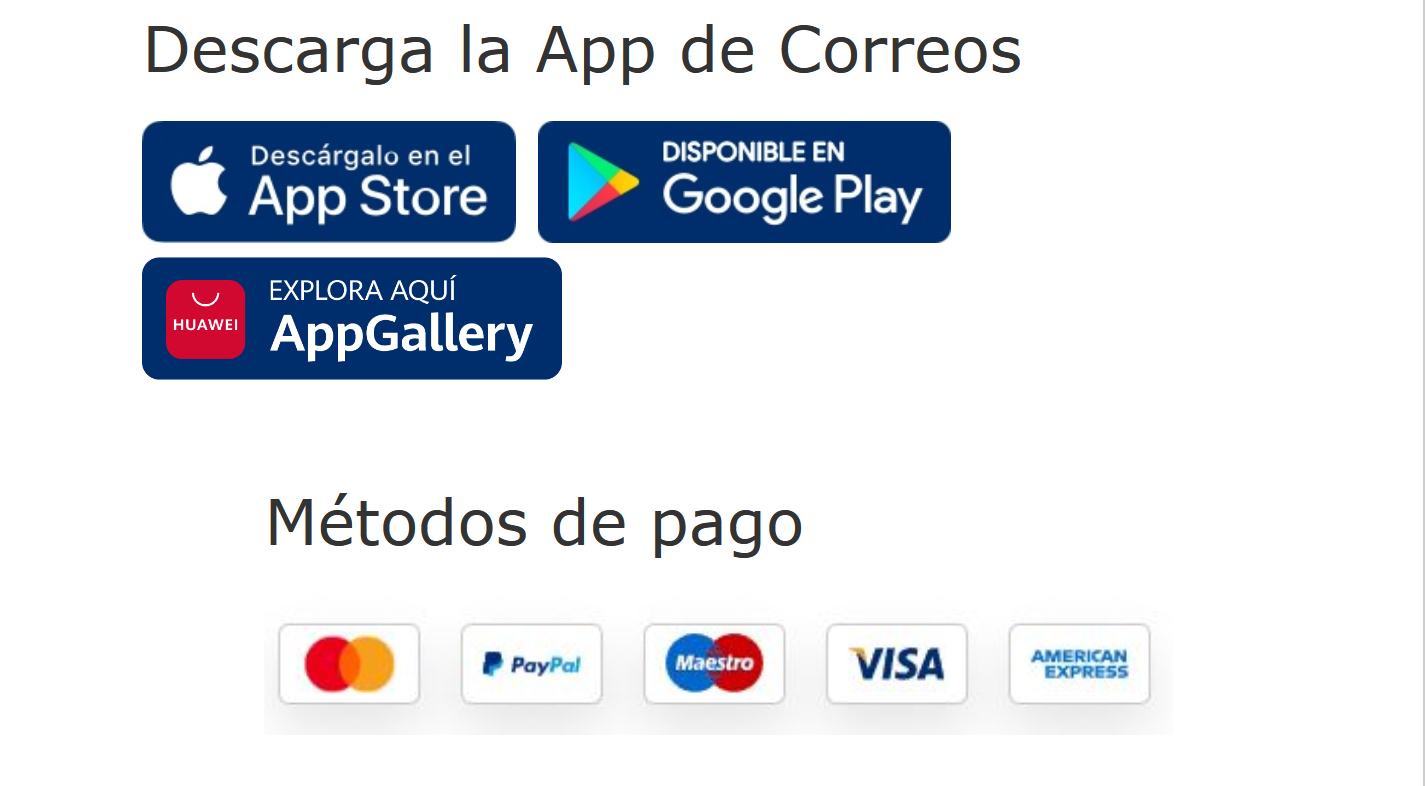 Descarga la App de Correos
Descárgalo en el
App Store
DISPONIBLE EN
Google Play
HUAWEI
EXPLORA AQUÍ
AppGallery
Métodos de pago
PayPal
Maestro
VISA
AMERICAN
EXPRESS